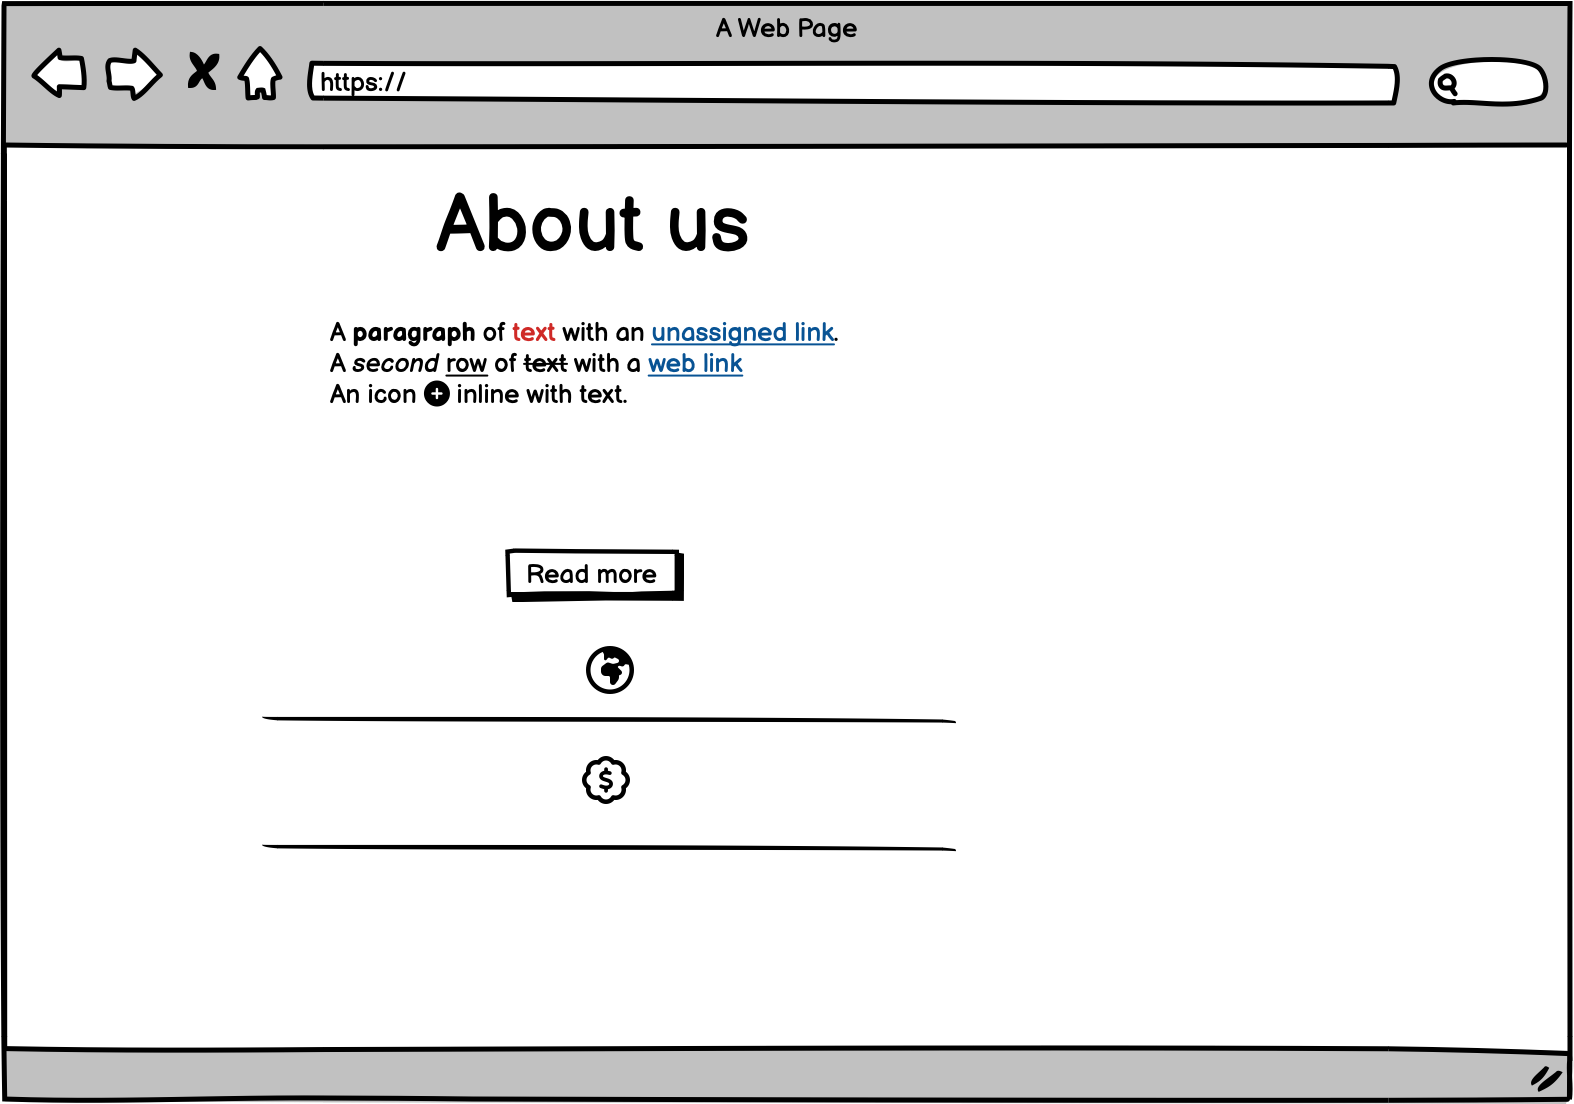 A Web Page
https://
About us
A paragraph of text with an unassigned link.
A second row of text with a web link
An icon + inline with text.
Read more
$